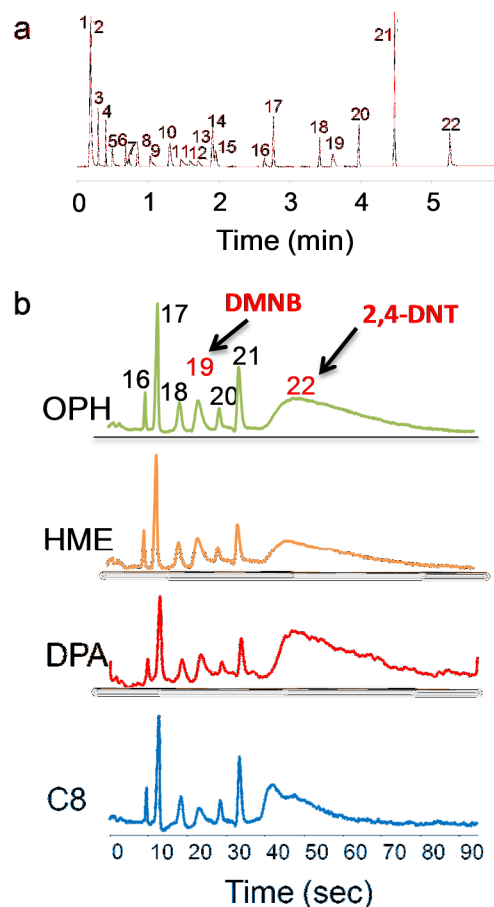 a
1 2 3 4 5 6 7 8 9 10 11 12 13 14 15 16 17 18 19 20 21 22
0 1 2 3 4 5
Time (min)
b
DMNB
2,4-DNT
16 17 18 19 20 21 22
OPH
HME
DPA
C8
0 10 20 30 40 50 60 70 80 90
Time (sec)